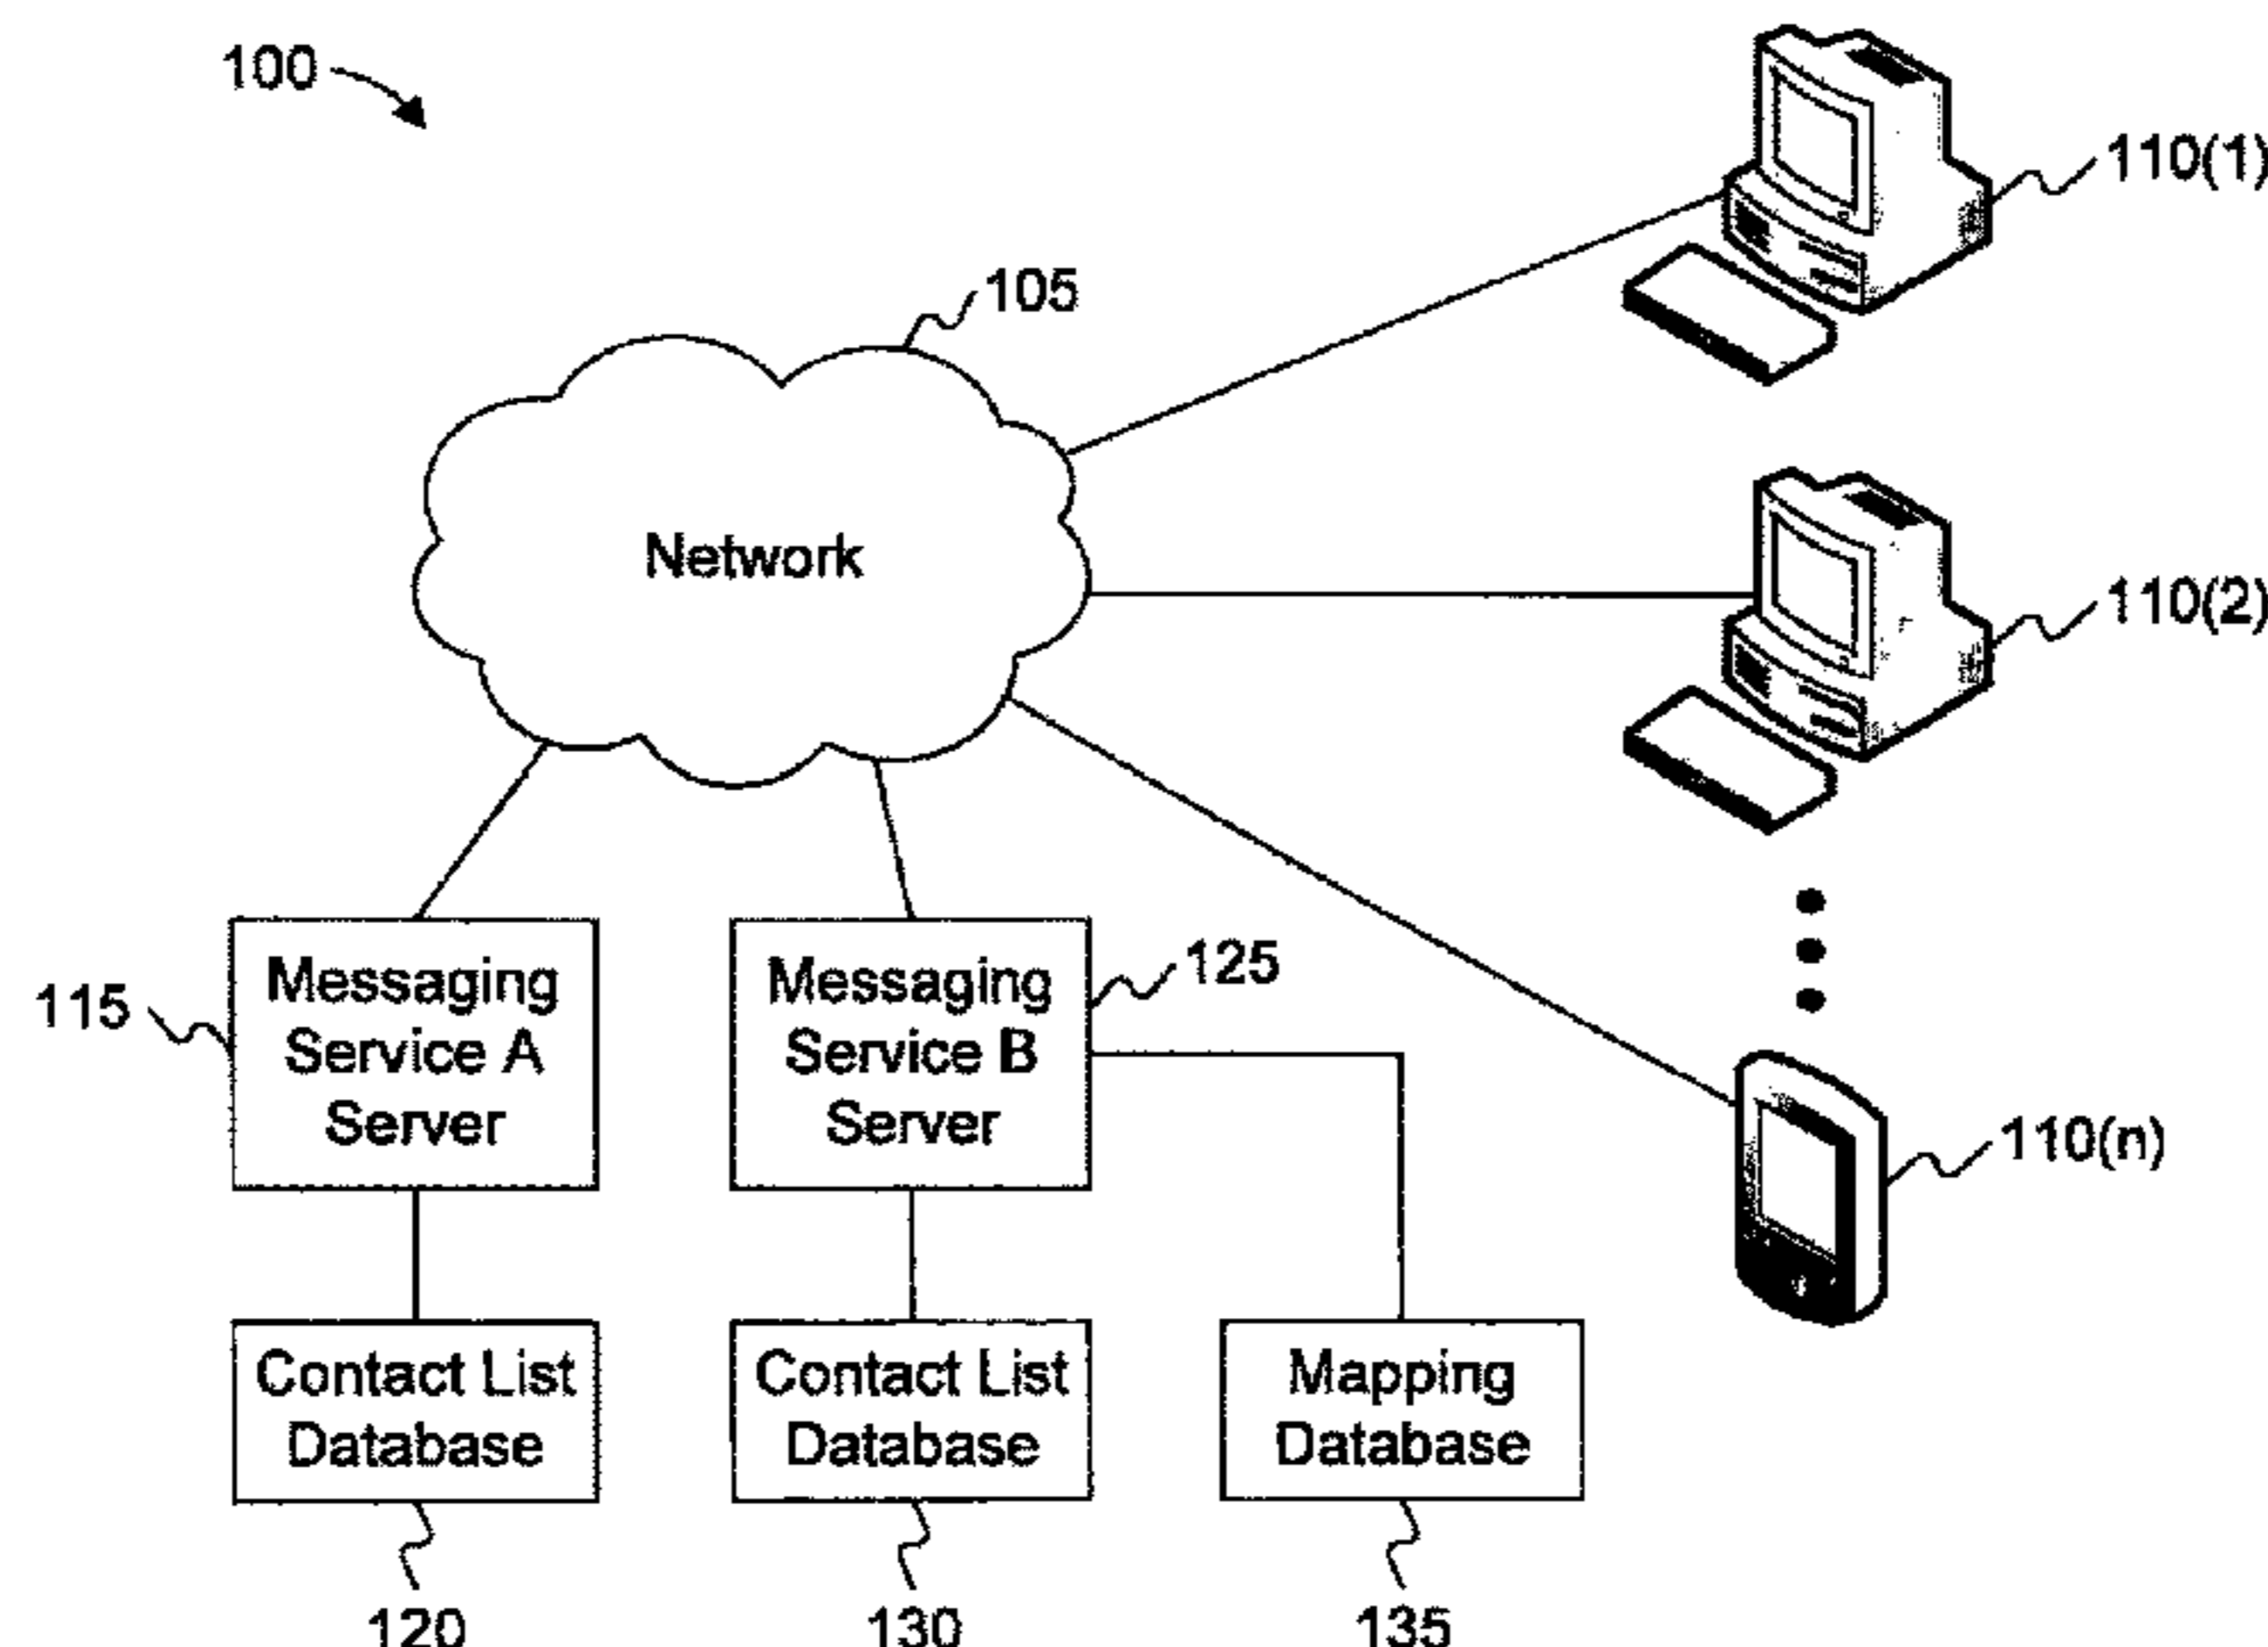 100
110(1)
105
Network
110(2)
115
Messaging
Service A
Server
Messaging
Service B
Server
125
110(n)
Contact List
Database
Contact List
Database
Mapping
Database
120
130
135